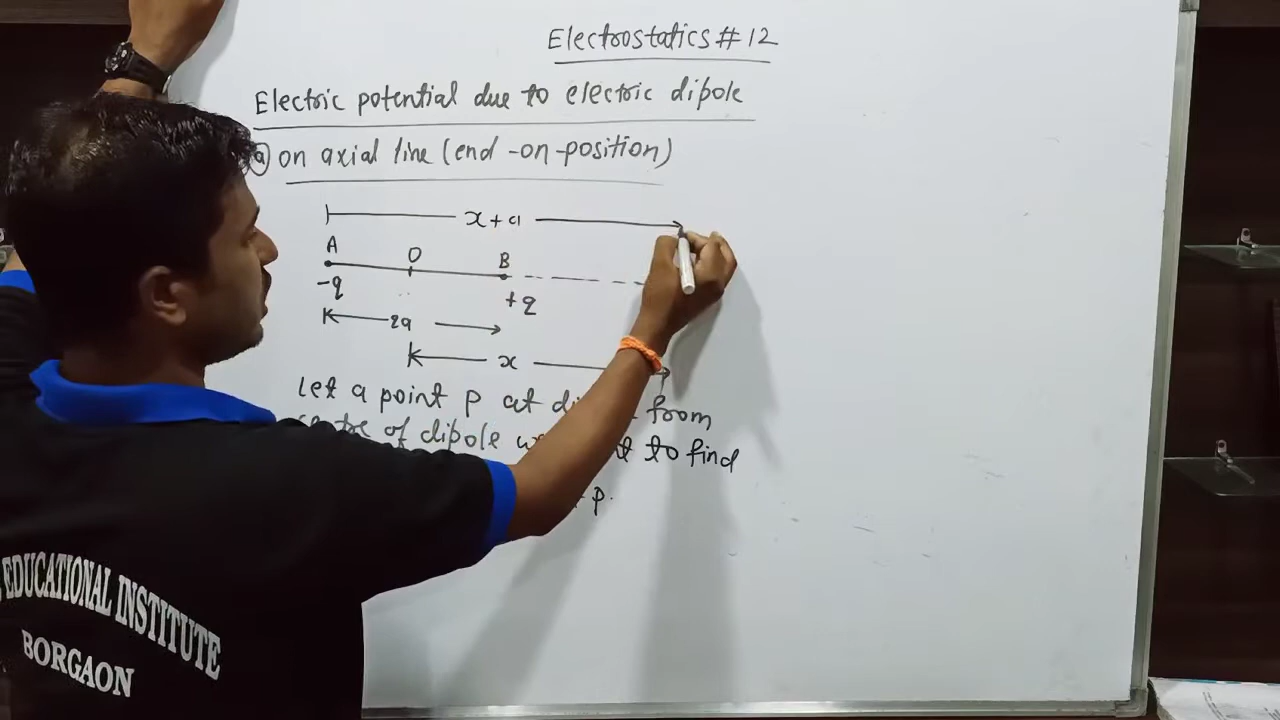 Electrostatics # 12
Electric potential due to electric dipole
(a) on axial line (end-on-position)
x+a
A O B
-q +q
2a
x
Let a point P at from
of dipole to find
P.
EDUCATIONAL INSTITUTE
BORGAON